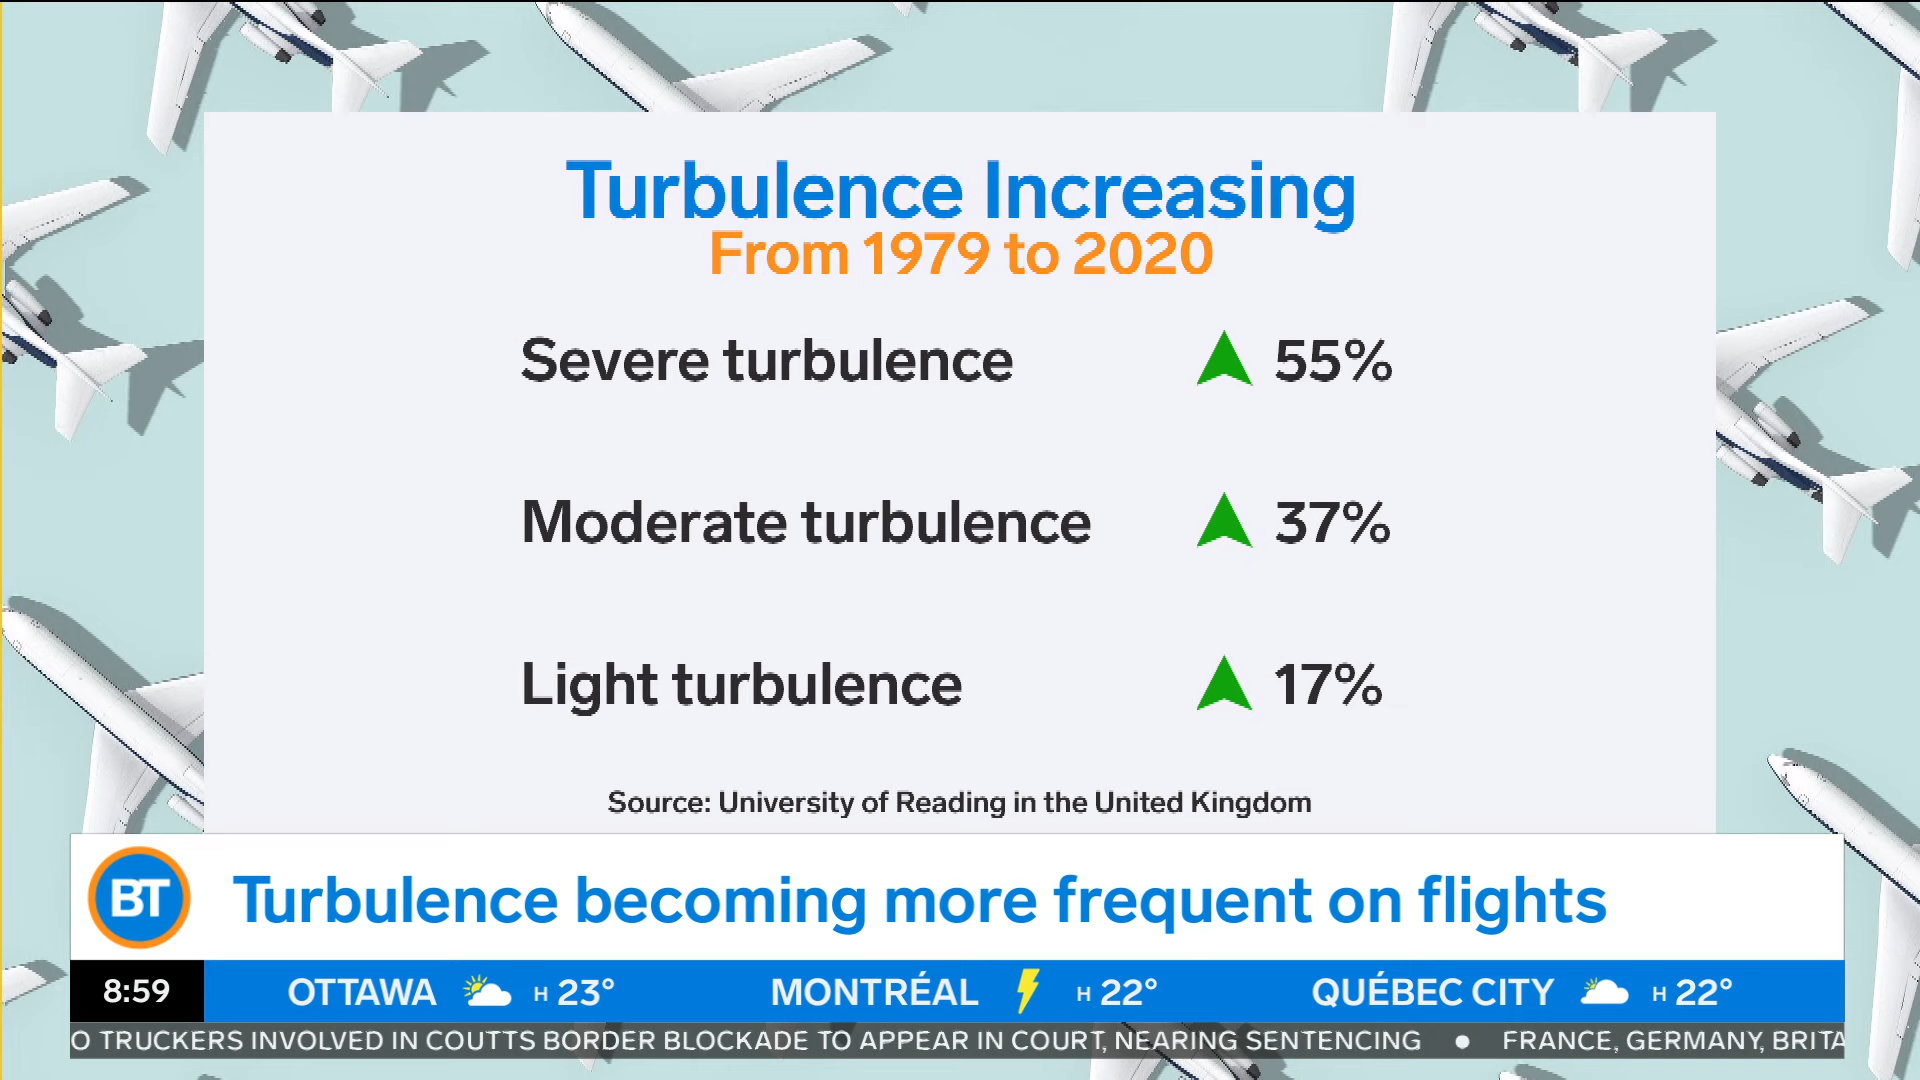 Turbulence Increasing
From 1979 to 2020
Severe turbulence 55%
Moderate turbulence 37%
Light turbulence 17%
Source: University of Reading in the United Kingdom
BT Turbulence becoming more frequent on flights
8:59 OTTAWA H 23° MONTRÉAL H 22° QUÉBEC CITY H 22°
O TRUCKERS INVOLVED IN COUTTS BORDER BLOCKADE TO APPEAR IN COURT, NEARING SENTENCING • FRANCE, GERMANY, BRITA